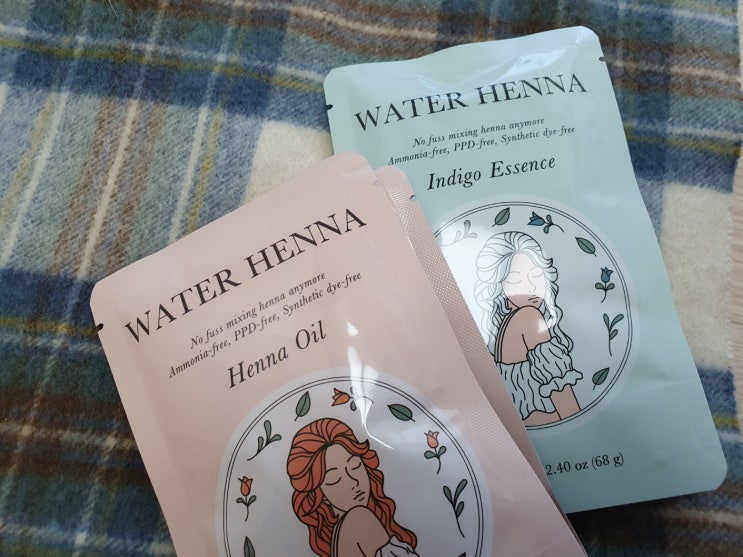 WATER HENNA
No fuss mixing henna anymore
Ammonia-free, PPD-free, Synthetic dye-free
Henna Oil
WATER HENNA
No fuss mixing henna anymore
Ammonia-free, PPD-free, Synthetic dye-free
Indigo Essence
2.40 oz (68 g)